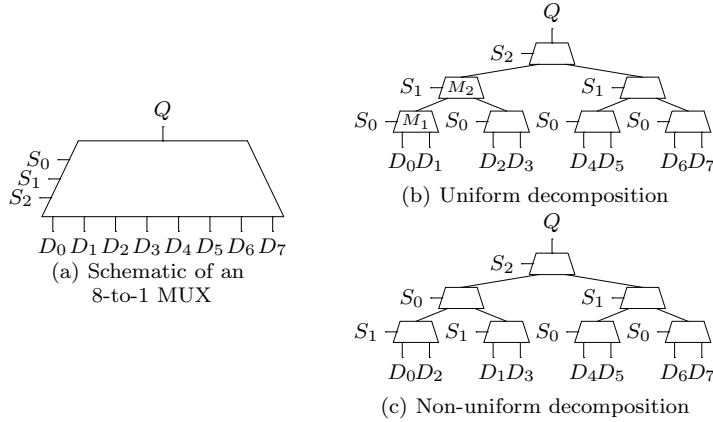 Q
S₀
S₁
S₂
D₀ D₁ D₂ D₃ D₄ D₅ D₆ D₇
(a) Schematic of an
8-to-1 MUX
Q
S₂
S₁ M₂ S₁
S₀ M₁ S₀ S₀ S₀
D₀D₁ D₂D₃ D₄D₅ D₆D₇
(b) Uniform decomposition
Q
S₂
S₀ S₁
S₁ S₁ S₀ S₀
D₀D₂ D₁D₃ D₄D₅ D₆D₇
(c) Non-uniform decomposition